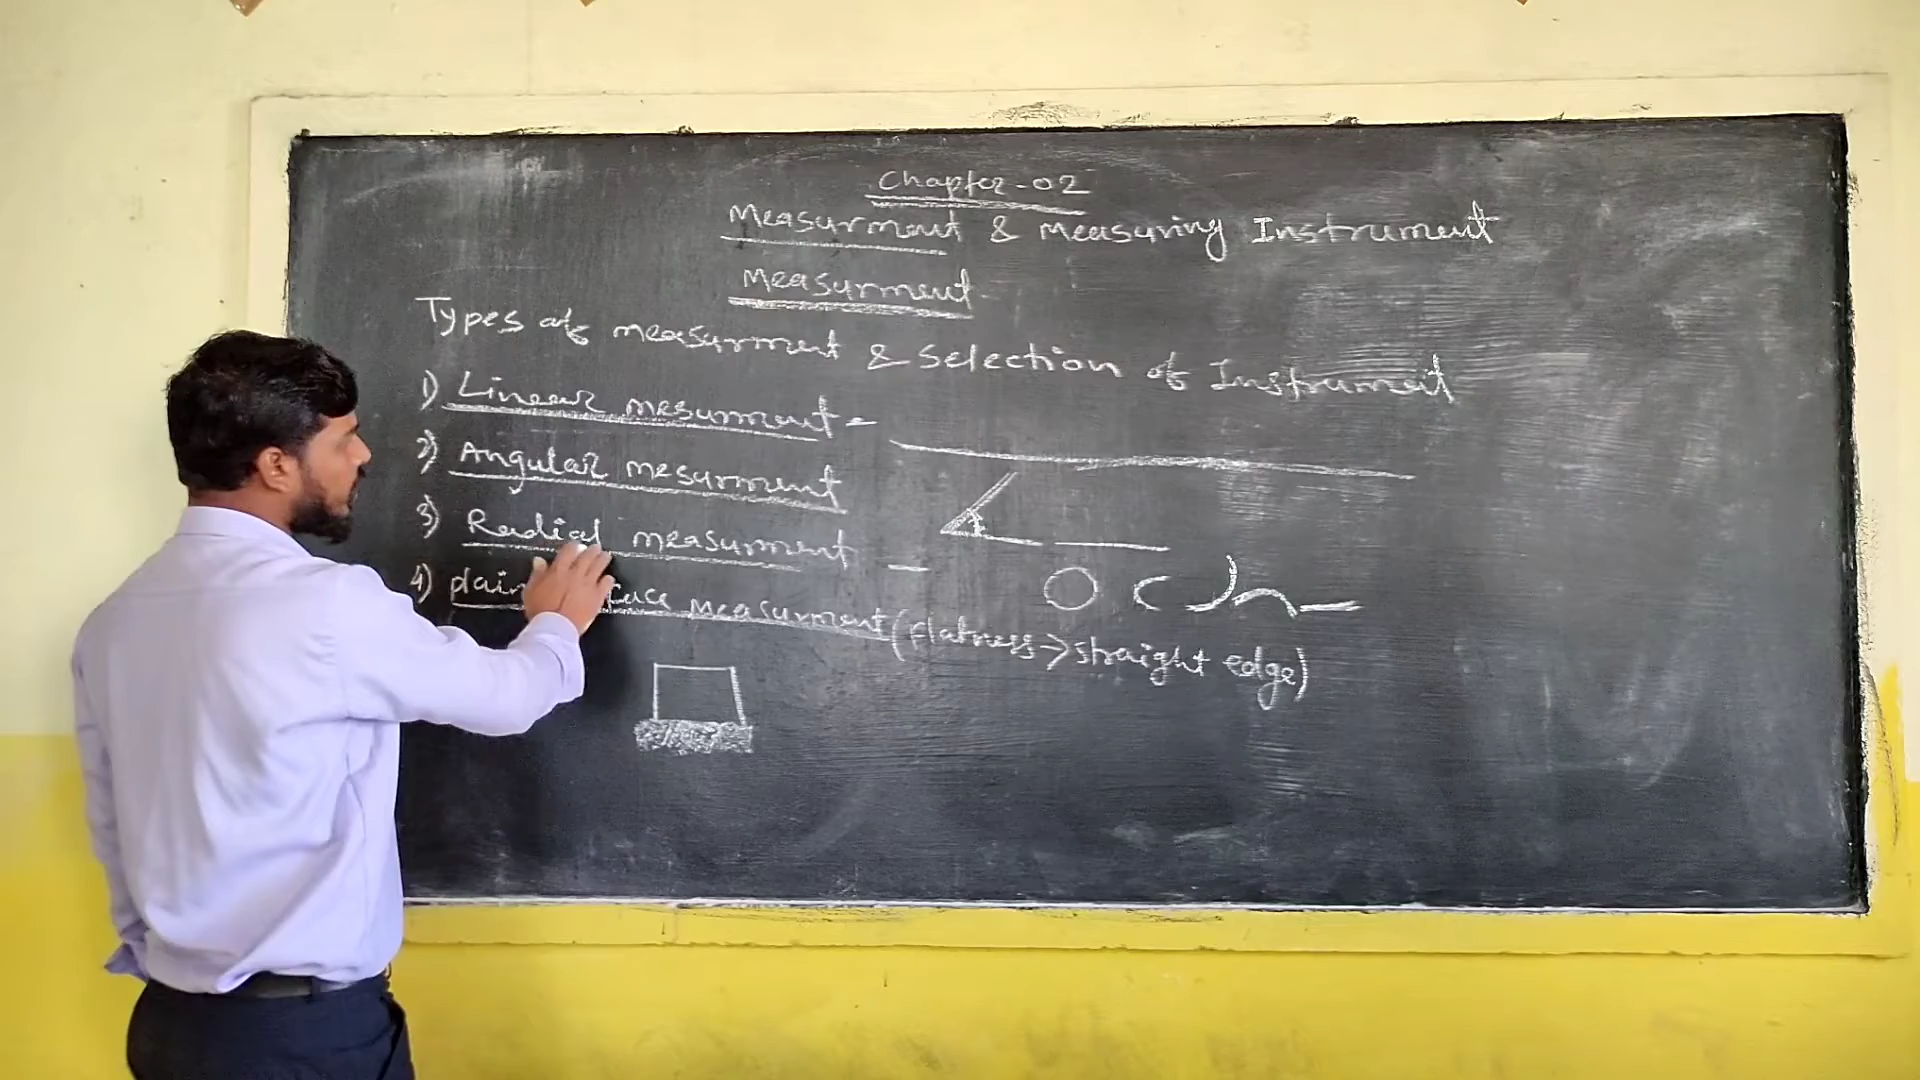 Chapter-02
Measurment & Measuring Instrument
Measurment-
Types of measurment & Selection of Instrument
1) Linear mesurment -
2) Angular mesurment
3) Radial measurment -
4) plain measurment (flatness → straight edge)